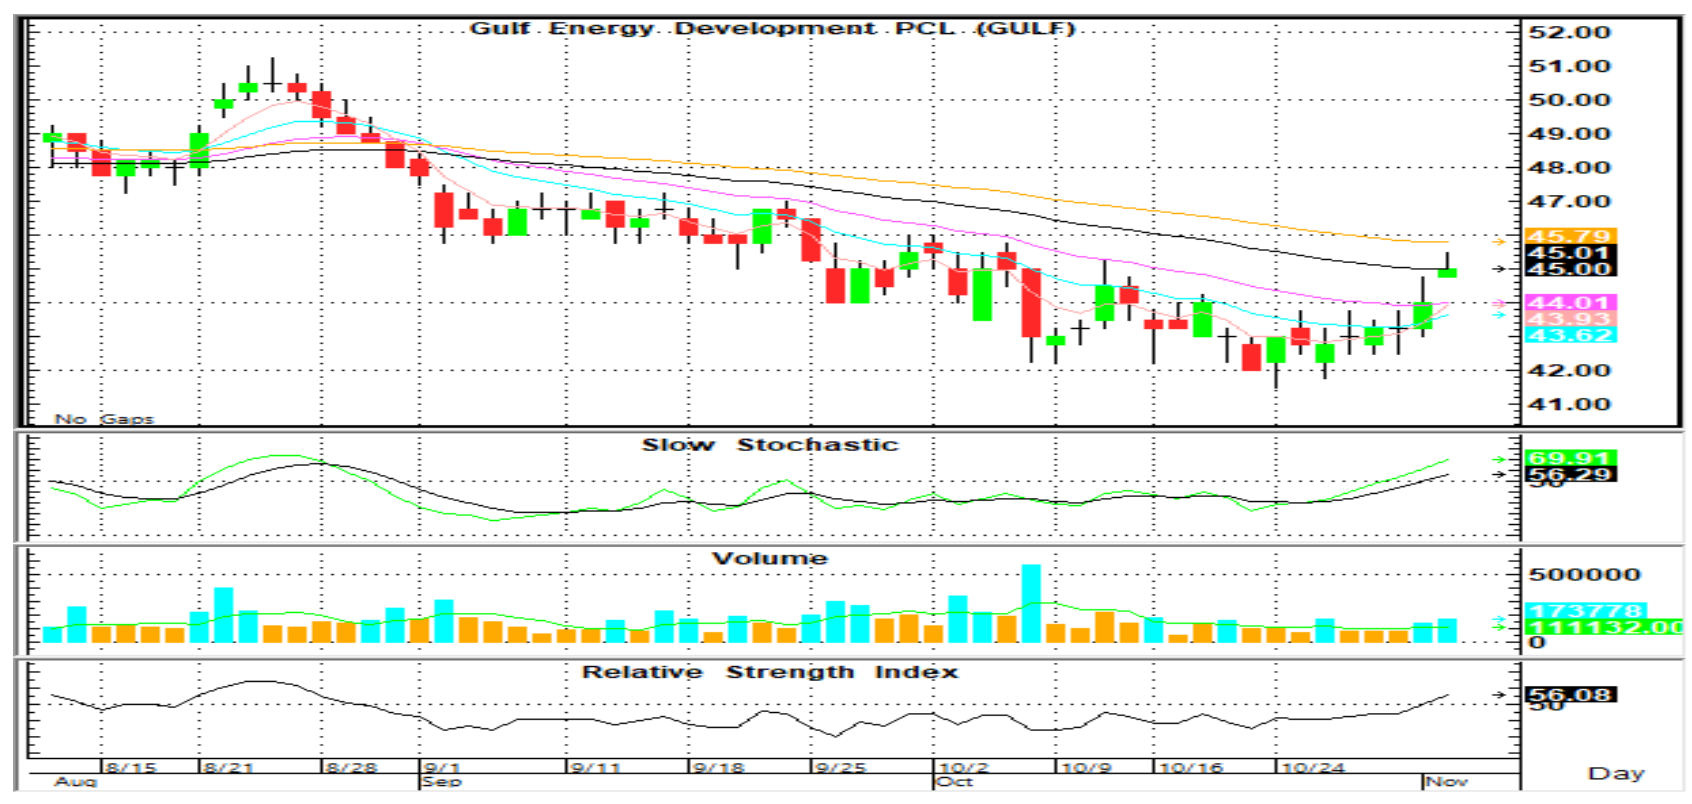 Gulf Energy Development PCL (GULF)
52.00
51.00
50.00
49.00
48.00
47.00
45.79
45.01
45.00
44.01
43.93
43.62
42.00
41.00
No Gaps
Slow Stochastic
69.91
56.29
50
Volume
500000
173778
111132.00
0
Relative Strength Index
56.08
50
8/15 8/21 8/28 9/1 9/11 9/18 9/25 10/2 10/9 10/16 10/24
Aug Sep Oct Nov
Day